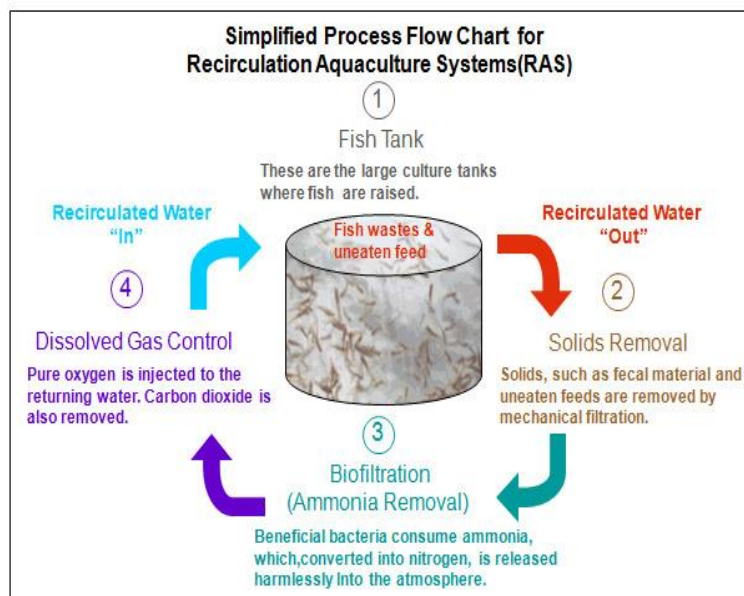 Simplified Process Flow Chart for
Recirculation Aquaculture Systems(RAS)
1
Fish Tank
These are the large culture tanks
where fish are raised.
Recirculated Water
“In”
Fish wastes &
uneaten feed
Recirculated Water
“Out”
4
Dissolved Gas Control
Pure oxygen is injected to the
returning water. Carbon dioxide is
also removed.
2
Solids Removal
Solids, such as fecal material and
uneaten feeds are removed by
mechanical filtration.
3
Biofiltration
(Ammonia Removal)
Beneficial bacteria consume ammonia,
which,converted into nitrogen, is released
harmlessly Into the atmosphere.